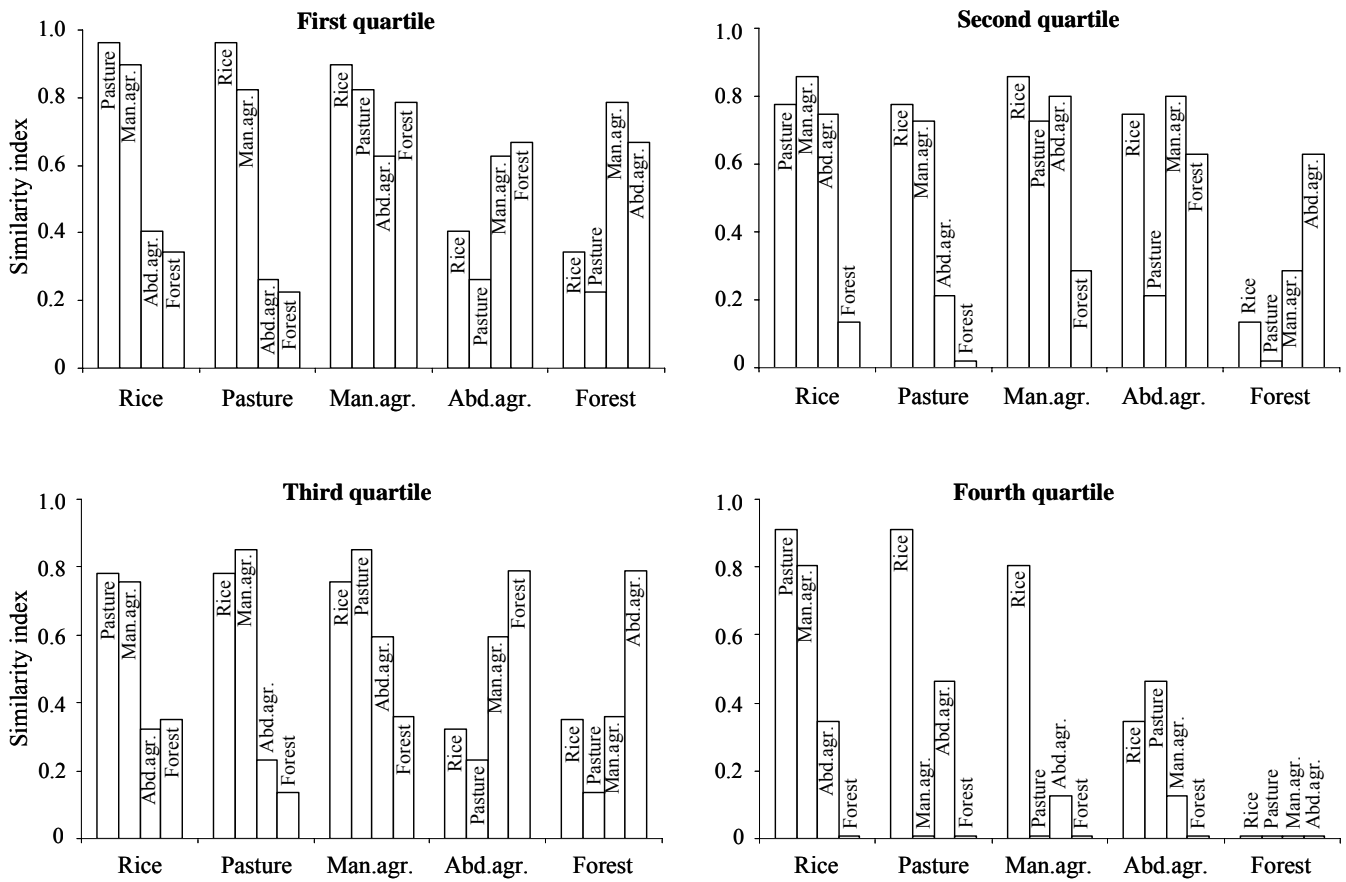 First quartile
Similarity index
1.0
0.8
0.6
0.4
0.2
0
Pasture
Man.agr.
Abd.agr.
Forest
Rice
Man.agr.
Abd.agr.
Forest
Rice
Pasture
Abd.agr.
Forest
Rice
Pasture
Man.agr.
Forest
Rice
Pasture
Man.agr.
Abd.agr.
Rice Pasture Man.agr. Abd.agr. Forest
Second quartile
1.0
0.8
0.6
0.4
0.2
0
Pasture
Man.agr.
Abd.agr.
Forest
Rice
Man.agr.
Abd.agr.
Forest
Rice
Pasture
Abd.agr.
Forest
Rice
Pasture
Man.agr.
Forest
Rice
Pasture
Man.agr.
Abd.agr.
Rice Pasture Man.agr. Abd.agr. Forest
Third quartile
Similarity index
1.0
0.8
0.6
0.4
0.2
0
Pasture
Man.agr.
Abd.agr.
Forest
Rice
Man.agr.
Abd.agr.
Forest
Rice
Pasture
Abd.agr.
Forest
Rice
Pasture
Man.agr.
Forest
Rice
Pasture
Man.agr.
Abd.agr.
Rice Pasture Man.agr. Abd.agr. Forest
Fourth quartile
1.0
0.8
0.6
0.4
0.2
0
Pasture
Man.agr.
Abd.agr.
Forest
Rice
Man.agr.
Abd.agr.
Forest
Rice
Pasture
Abd.agr.
Forest
Rice
Pasture
Man.agr.
Forest
Rice
Pasture
Man.agr.
Abd.agr.
Rice Pasture Man.agr. Abd.agr. Forest